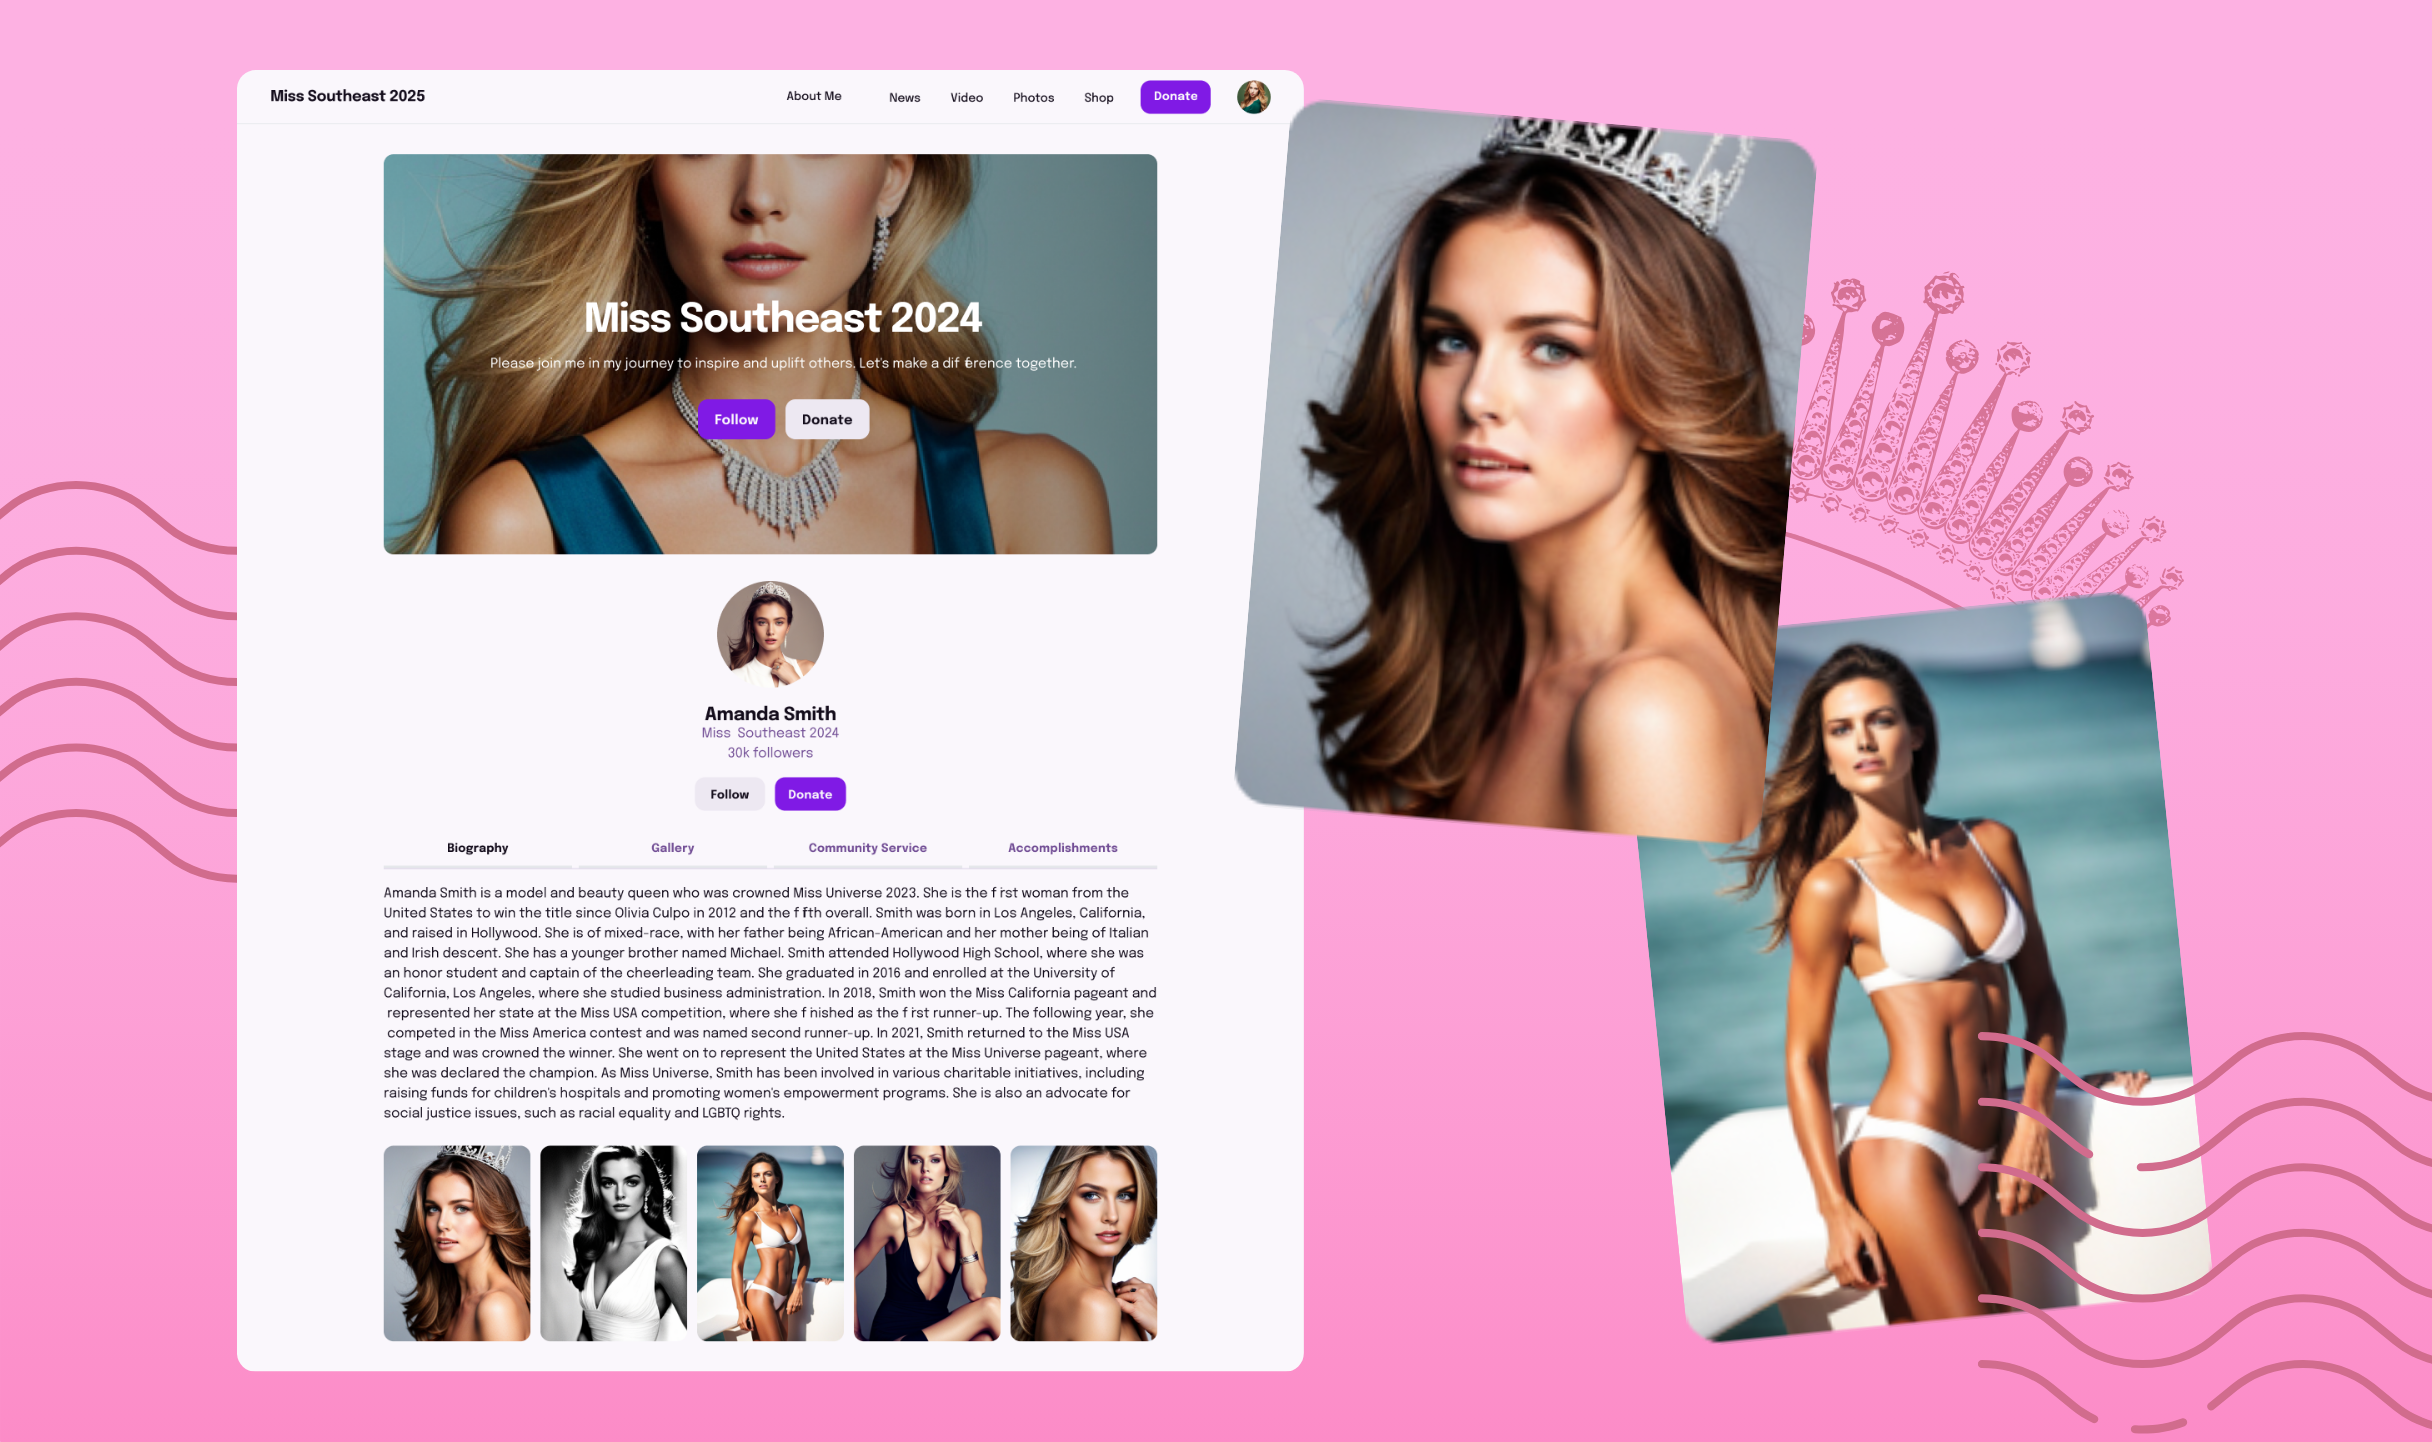 Miss Southeast 2025
About Me News Video Photos Shop Donate
Miss Southeast 2024
Please join me in my journey to inspire and uplift others. Let's make a dif ference together.
Follow Donate
Amanda Smith
Miss Southeast 2024
30k followers
Follow Donate
Biography Gallery Community Service Accomplishments
Amanda Smith is a model and beauty queen who was crowned Miss Universe 2023. She is the f irst woman from the
United States to win the title since Olivia Culpo in 2012 and the f ifth overall. Smith was born in Los Angeles, California,
and raised in Hollywood. She is of mixed-race, with her father being African-American and her mother being of Italian
and Irish descent. She has a younger brother named Michael. Smith attended Hollywood High School, where she was
an honor student and captain of the cheerleading team. She graduated in 2016 and enrolled at the University of
California, Los Angeles, where she studied business administration. In 2018, Smith won the Miss California pageant and
represented her state at the Miss USA competition, where she f inished as the f irst runner-up. The following year, she
competed in the Miss America contest and was named second runner-up. In 2021, Smith returned to the Miss USA
stage and was crowned the winner. She went on to represent the United States at the Miss Universe pageant, where
she was declared the champion. As Miss Universe, Smith has been involved in various charitable initiatives, including
raising funds for children's hospitals and promoting women's empowerment programs. She is also an advocate for
social justice issues, such as racial equality and LGBTQ rights.